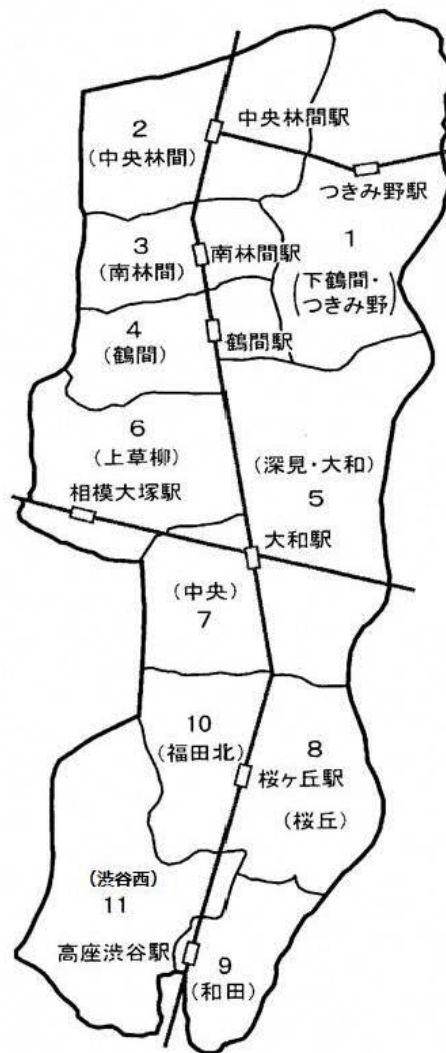 中央林間駅
2
(中央林間)
つきみ野駅
1
(下鶴間・
つきみ野)
3
(南林間)
南林間駅
4
(鶴間)
鶴間駅
6
(上草柳)
(深見・大和)
5
相模大塚駅
大和駅
(中央)
7
10
(福田北)
8
桜ヶ丘駅
(桜丘)
(渋谷西)
11
高座渋谷駅
9
(和田)